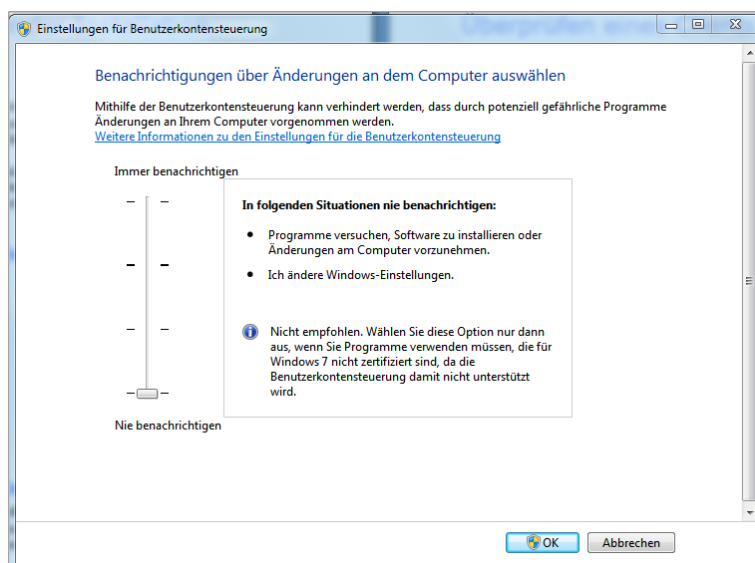 Überprüfen eine
Einstellungen für Benutzerkontensteuerung
Benachrichtigungen über Änderungen an dem Computer auswählen
Mithilfe der Benutzerkontensteuerung kann verhindert werden, dass durch potenziell gefährliche Programme
Änderungen an Ihrem Computer vorgenommen werden.
Weitere Informationen zu den Einstellungen für die Benutzerkontensteuerung
Immer benachrichtigen
In folgenden Situationen nie benachrichtigen:
• Programme versuchen, Software zu installieren oder
Änderungen am Computer vorzunehmen.
• Ich ändere Windows-Einstellungen.
Nicht empfohlen. Wählen Sie diese Option nur dann
aus, wenn Sie Programme verwenden müssen, die für
Windows 7 nicht zertifiziert sind, da die
Benutzerkontensteuerung damit nicht unterstützt
wird.
Nie benachrichtigen
OK
Abbrechen